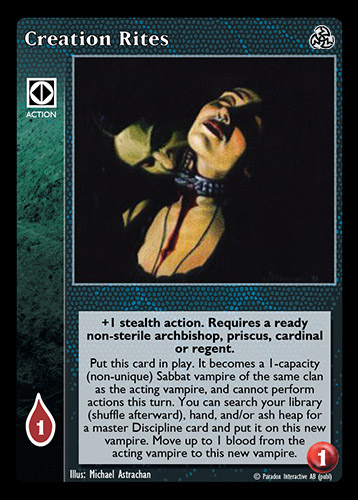 Creation Rites
ACTION
+1 stealth action. Requires a ready
non-sterile archbishop, priscus, cardinal
or regent.
Put this card in play. It becomes a 1-capacity
(non-unique) Sabbat vampire of the same clan
as the acting vampire, and cannot perform
actions this turn. You can search your library
(shuffle afterward), hand, and/or ash heap for
a master Discipline card and put it on this new
vampire. Move up to 1 blood from the
acting vampire to this new vampire.
1
1
Illus: Michael Astrachan
© Paradox Interactive AB (publ)